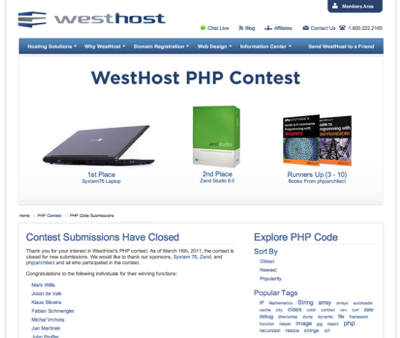 westhost
Members Area
Chat Live Blog Affiliates Contact Us 1.800.222.2165
Hosting Solutions Why WestHost Domain Registration Web Design Information Center Send WestHost to a Friend
WestHost PHP Contest
1st Place
System76 Laptop
2nd Place
Zend Studio 8.0
Runners Up (3 - 10)
Books From php|architect
Home PHP Contest PHP Code Submissions
Contest Submissions Have Closed
Thank you for your interest in WestHost's PHP contest. As of March 16th, 2011, the contest is
closed for new submissions. We would like to thank our sponsors, System 76, Zend, and
php|architect and all who participated in the contest.
Congratulations to the following individuals for their winning functions:
Mark Wills
Joost de Valk
Klaus Silveira
Fabian Schmengler
Michal Vrchota
Jan Martinek
John Proffer
Explore PHP Code
Sort By
Oldest
Newest
Popularity
Popular Tags
IP Mathematics String array arrays autoloader
cache city class color contest csv curl date
debug directories dump dynamic file framework
function helper image jpg object php
recursion resize strings url